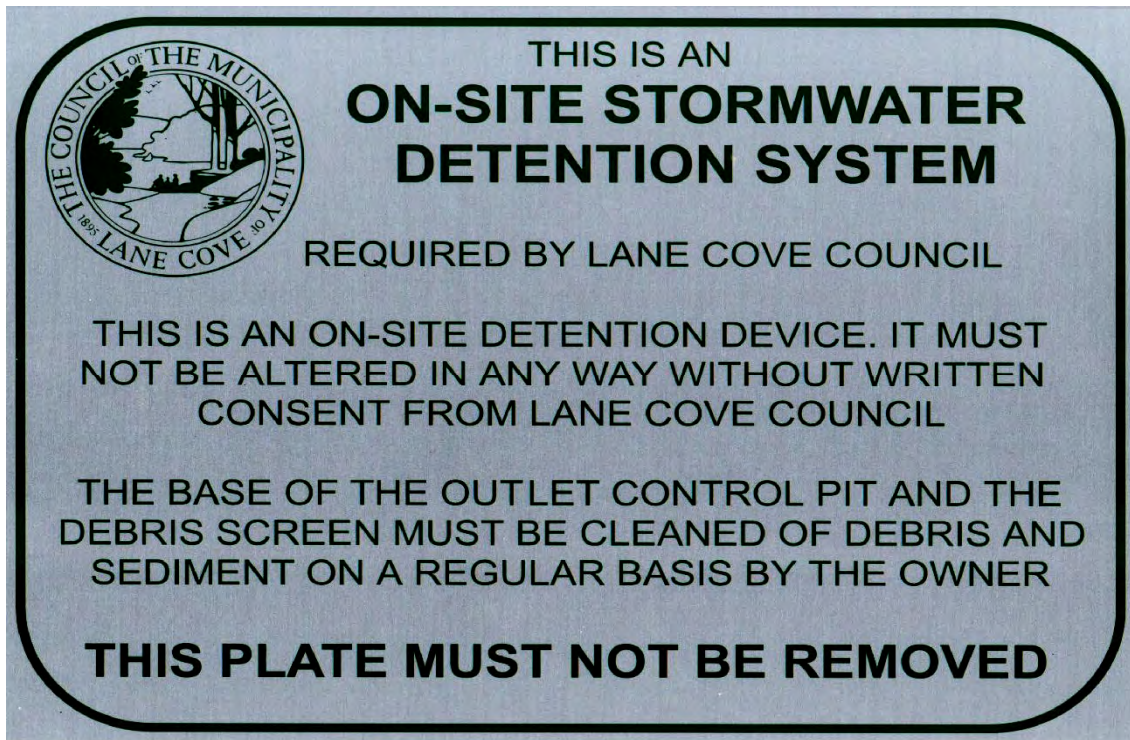 THE COUNCIL OF THE MUNICIPALITY OF
1895 LANE COVE
THIS IS AN
ON-SITE STORMWATER
DETENTION SYSTEM
REQUIRED BY LANE COVE COUNCIL
THIS IS AN ON-SITE DETENTION DEVICE. IT MUST
NOT BE ALTERED IN ANY WAY WITHOUT WRITTEN
CONSENT FROM LANE COVE COUNCIL
THE BASE OF THE OUTLET CONTROL PIT AND THE
DEBRIS SCREEN MUST BE CLEANED OF DEBRIS AND
SEDIMENT ON A REGULAR BASIS BY THE OWNER
THIS PLATE MUST NOT BE REMOVED